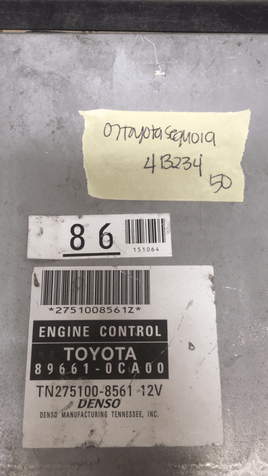 07 Toyota Sequoia
4B234
50
86
151064
*2751008561Z*
ENGINE CONTROL
TOYOTA
89661-0CA00
TN275100-8561 12V
DENSO
DENSO MANUFACTURING TENNESSEE, INC.